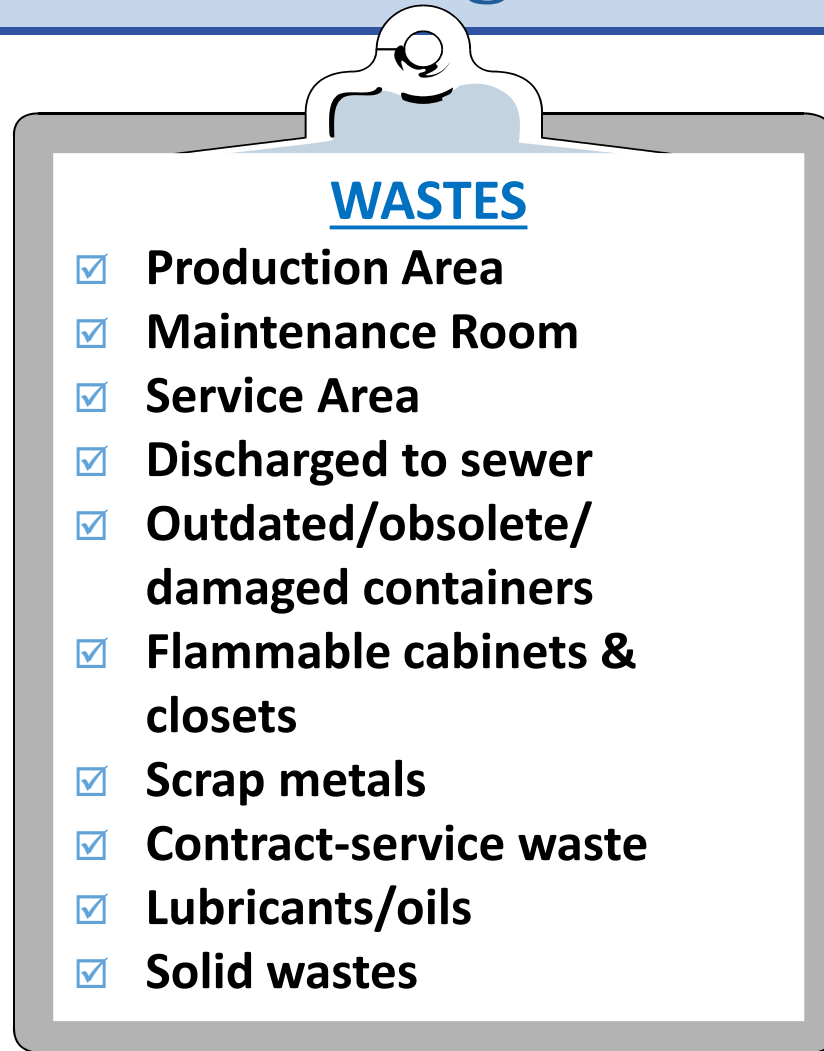 WASTES
Production Area
Maintenance Room
Service Area
Discharged to sewer
Outdated/obsolete/
damaged containers
Flammable cabinets &
closets
Scrap metals
Contract-service waste
Lubricants/oils
Solid wastes